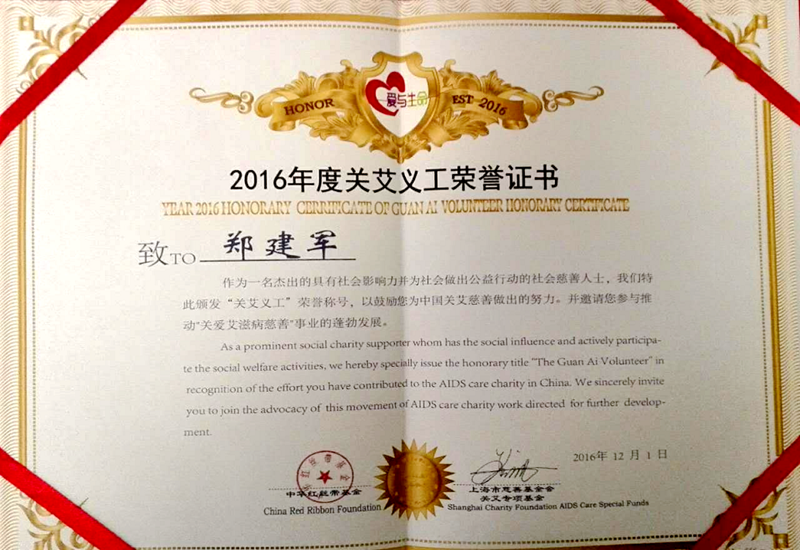 HONOR
爱与生命
EST 2016
2016年度关艾义工荣誉证书
YEAR 2016 HONORARY CERRIFICATE OF GUAN AI VOLUNTEER HONORARY CERTIFICATE
致TO 郑建军
作为一名杰出的具有社会影响力并为社会做出公益行动的社会慈善人士，我们特
此颁发“关艾义工”荣誉称号，以鼓励您为中国关艾慈善做出的努力。并邀请您参与推
动“关爱艾滋病慈善”事业的蓬勃发展。
As a prominent social charity supporter whom has the social influence and actively participa-
te the social welfare activities, we hereby specially issue the honorary title "The Guan Ai Volunteer" in
recognition of the effort you have contributed to the AIDS care charity in China. We sincerely invite
you to join the advocacy of this movement of AIDS care charity work directed for further develop-
ment.
2016年 12 月 1 日
中华红丝带基金
China Red Ribbon Foundation
上海市慈善基金会
关艾专项基金
Shanghai Charity Foundation AIDS Care Special Funds